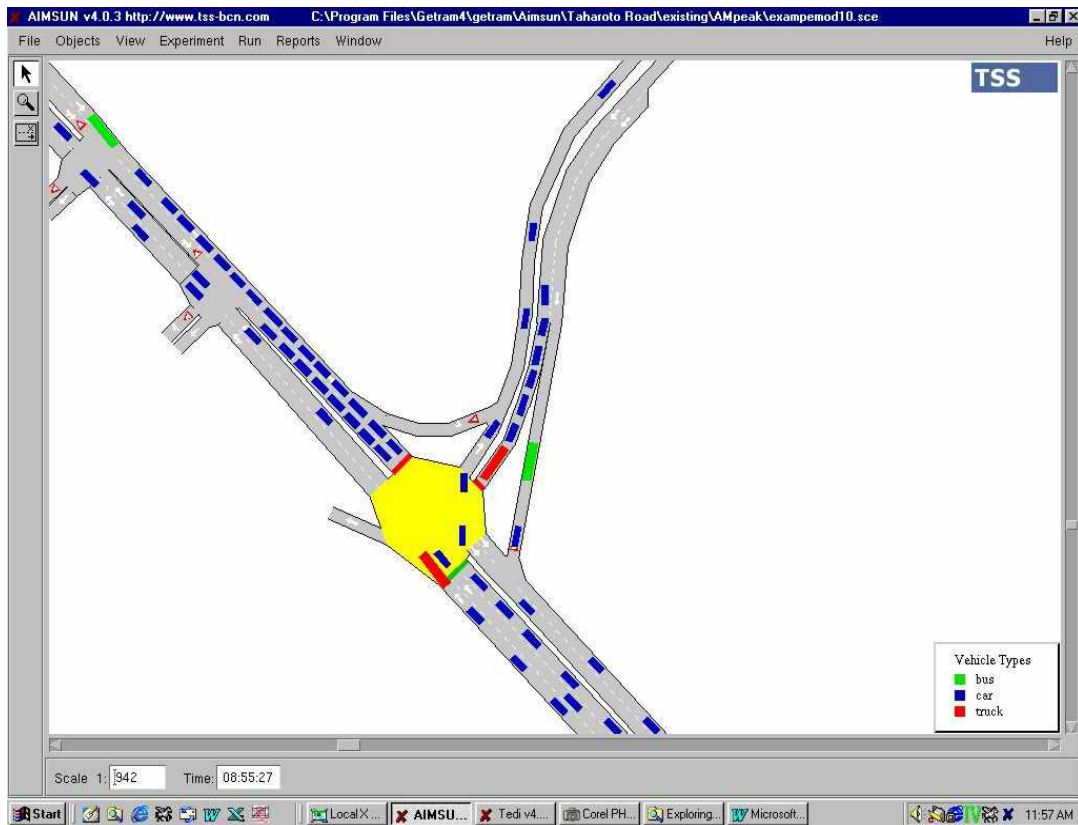 AIMSUN v4.0.3 http://www.tss-bcn.com C:\Program Files\Getram4\getram\Aimsun\Taharoto Road\existing\AMpeak\exampemod10.sce
File Objects View Experiment Run Reports Window Help
TSS
Vehicle Types
bus
car
truck
Scale 1: 942 Time: 08:55:27
Start Local X ... AIMSU... Tedi v4.... Corel PH... Exploring... Microsoft... 11:57 AM